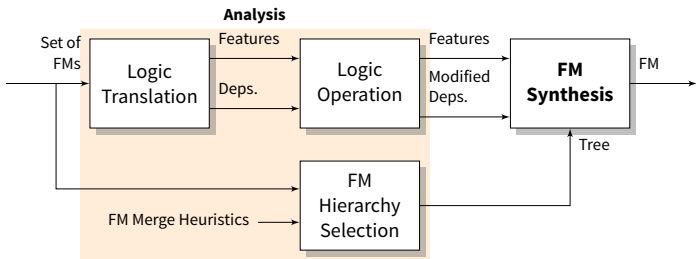 Analysis
Set of
FMs
Logic
Translation
Features
Deps.
Logic
Operation
Features
Modified
Deps.
FM
Synthesis
FM
Tree
FM Merge Heuristics
FM
Hierarchy
Selection